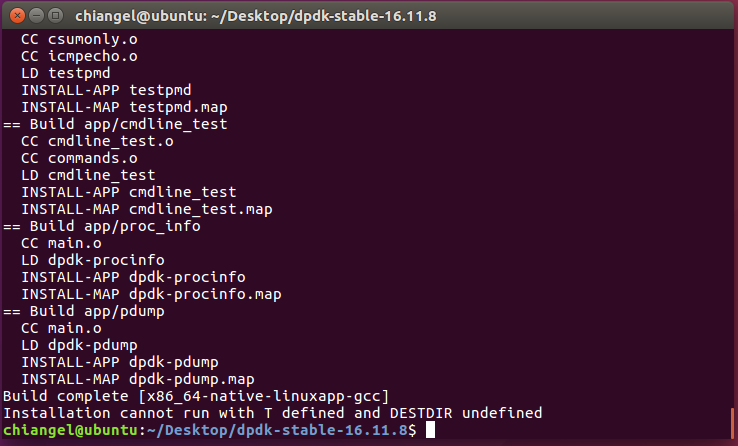 chiangel@ubuntu: ~/Desktop/dpdk-stable-16.11.8
CC csumonly.o
CC icmpecho.o
LD testpmd
INSTALL-APP testpmd
INSTALL-MAP testpmd.map
== Build app/cmdline_test
CC cmdline_test.o
CC commands.o
LD cmdline_test
INSTALL-APP cmdline_test
INSTALL-MAP cmdline_test.map
== Build app/proc_info
CC main.o
LD dpdk-procinfo
INSTALL-APP dpdk-procinfo
INSTALL-MAP dpdk-procinfo.map
== Build app/pdump
CC main.o
LD dpdk-pdump
INSTALL-APP dpdk-pdump
INSTALL-MAP dpdk-pdump.map
Build complete [x86_64-native-linuxapp-gcc]
Installation cannot run with T defined and DESTDIR undefined
chiangel@ubuntu:~/Desktop/dpdk-stable-16.11.8$